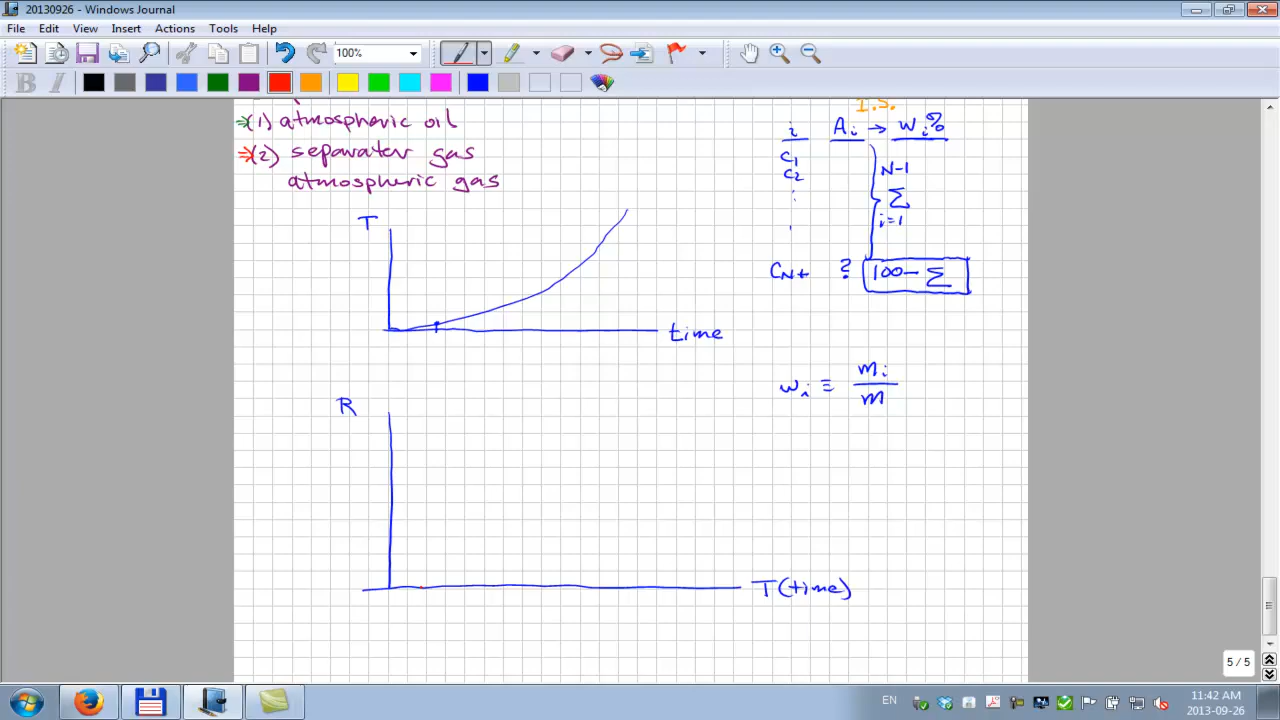 20130926 - Windows Journal
File Edit View Insert Actions Tools Help
100%
B I
I.S.
⇒(1) atmospheric oil
⇒(2) separater gas
atmospheric gas
i Ai → Wi%
C1
C2
⋮
N-1
Σ
i=1
CN+ ? 100-Σ
T
time
wi ≡ mi
m
R
T(time)
5 / 5
EN
11:42 AM
2013-09-26